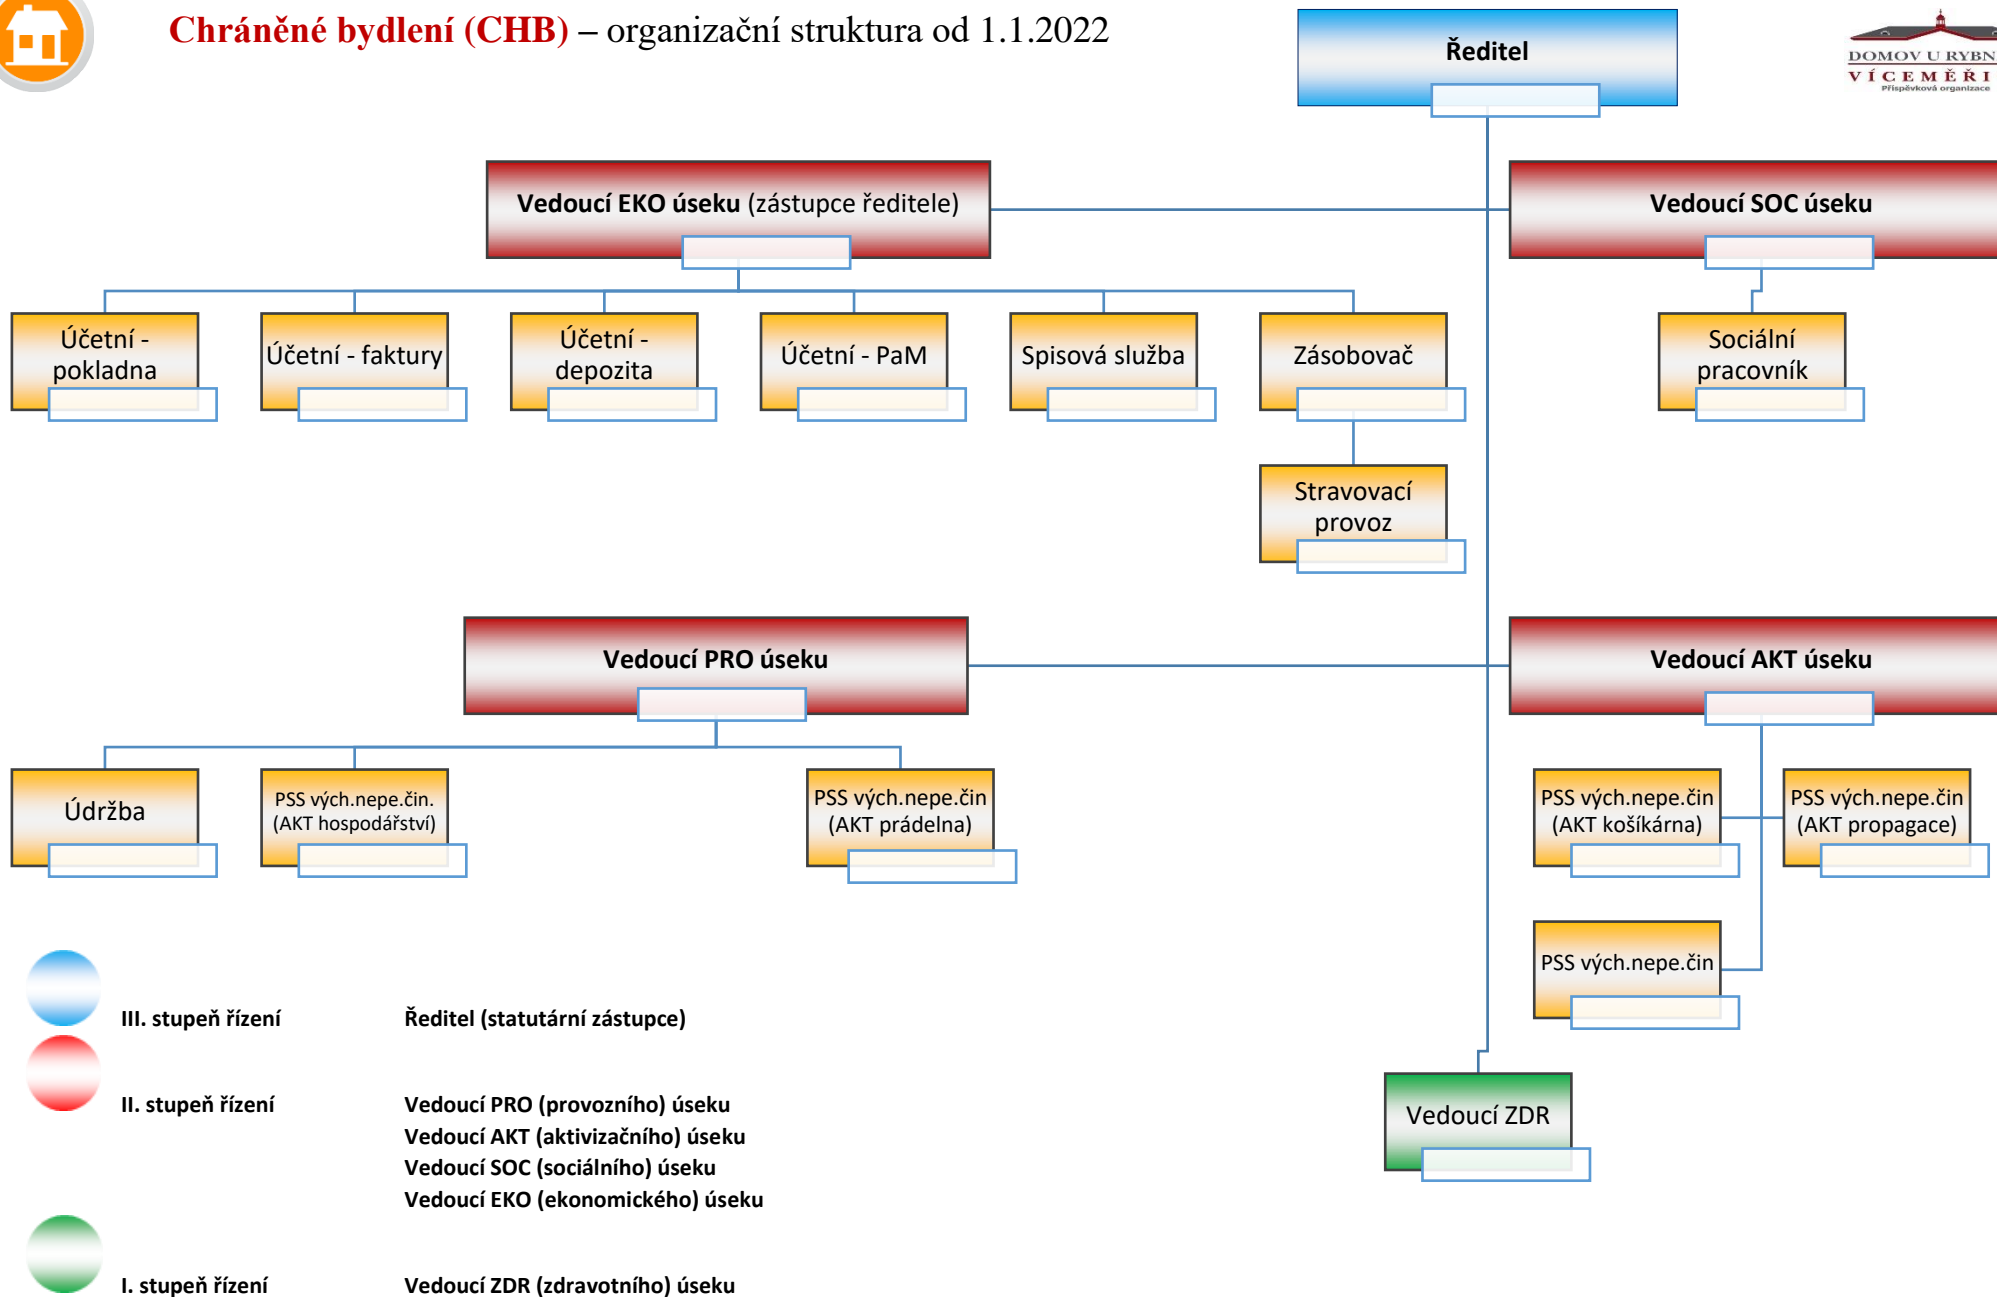 Chráněné bydlení (CHB) – organizační struktura od 1.1.2022
Ředitel
DOMOV U RYBN
VÍCEMĚŘI
Příspěvková organizace
Vedoucí EKO úseku (zástupce ředitele)
Vedoucí SOC úseku
Účetní -
pokladna
Účetní - faktury
Účetní -
depozita
Účetní - PaM
Spisová služba
Zásobovač
Sociální
pracovník
Stravovací
provoz
Vedoucí PRO úseku
Vedoucí AKT úseku
Údržba
PSS vých.nepe.čin.
(AKT hospodářství)
PSS vých.nepe.čin
(AKT prádelna)
PSS vých.nepe.čin
(AKT košíkárna)
PSS vých.nepe.čin
(AKT propagace)
PSS vých.nepe.čin
III. stupeň řízení Ředitel (statutární zástupce)
Vedoucí ZDR
II. stupeň řízení Vedoucí PRO (provozního) úseku
Vedoucí AKT (aktivizačního) úseku
Vedoucí SOC (sociálního) úseku
Vedoucí EKO (ekonomického) úseku
I. stupeň řízení Vedoucí ZDR (zdravotního) úseku